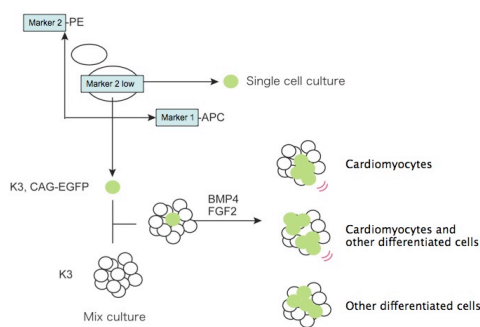 Marker 2-PE
Marker 2 low
Single cell culture
Marker 1-APC
K3, CAG-EGFP
BMP4
FGF2
Cardiomyocytes
Cardiomyocytes and
other differentiated cells
K3
Mix culture
Other differentiated cells